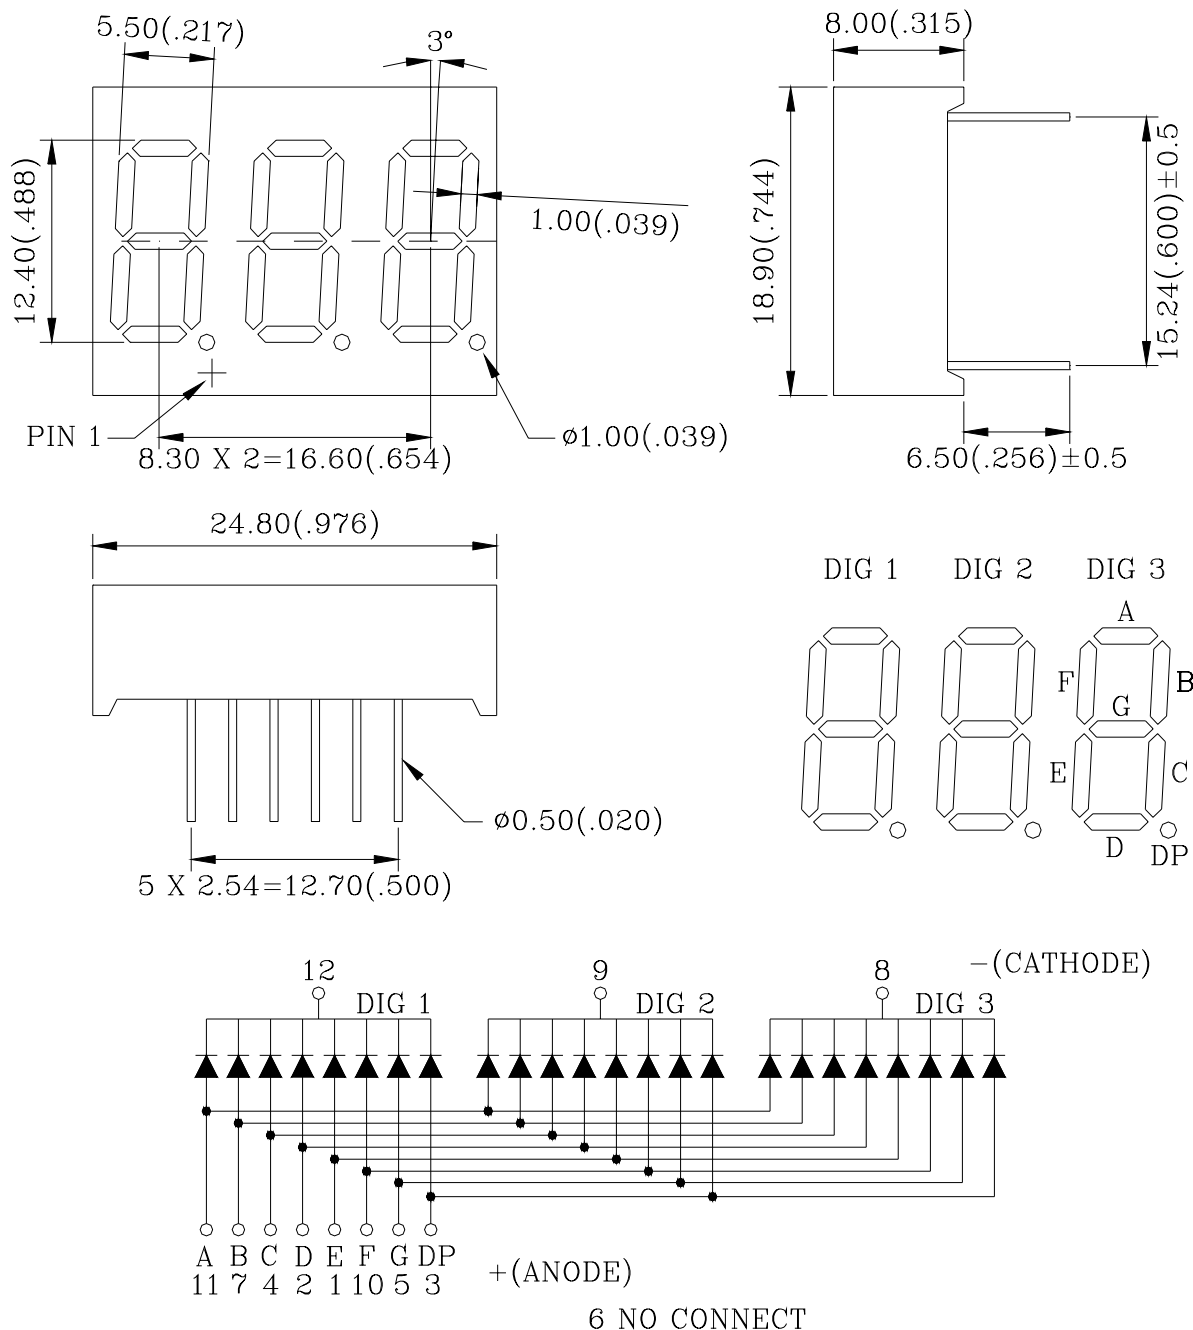 5.50(.217)
3°
8.00(.315)
12.40(.488)
1.00(.039)
18.90(.744)
15.24(.600)±0.5
PIN 1
ø1.00(.039)
8.30 X 2=16.60(.654)
6.50(.256)±0.5
24.80(.976)
DIG 1 DIG 2 DIG 3
A
F B
G
E C
D DP
ø0.50(.020)
5 X 2.54=12.70(.500)
12 9 8 -(CATHODE)
DIG 1 DIG 2 DIG 3
A B C D E F G DP
11 7 4 2 1 10 5 3
+(ANODE)
6 NO CONNECT